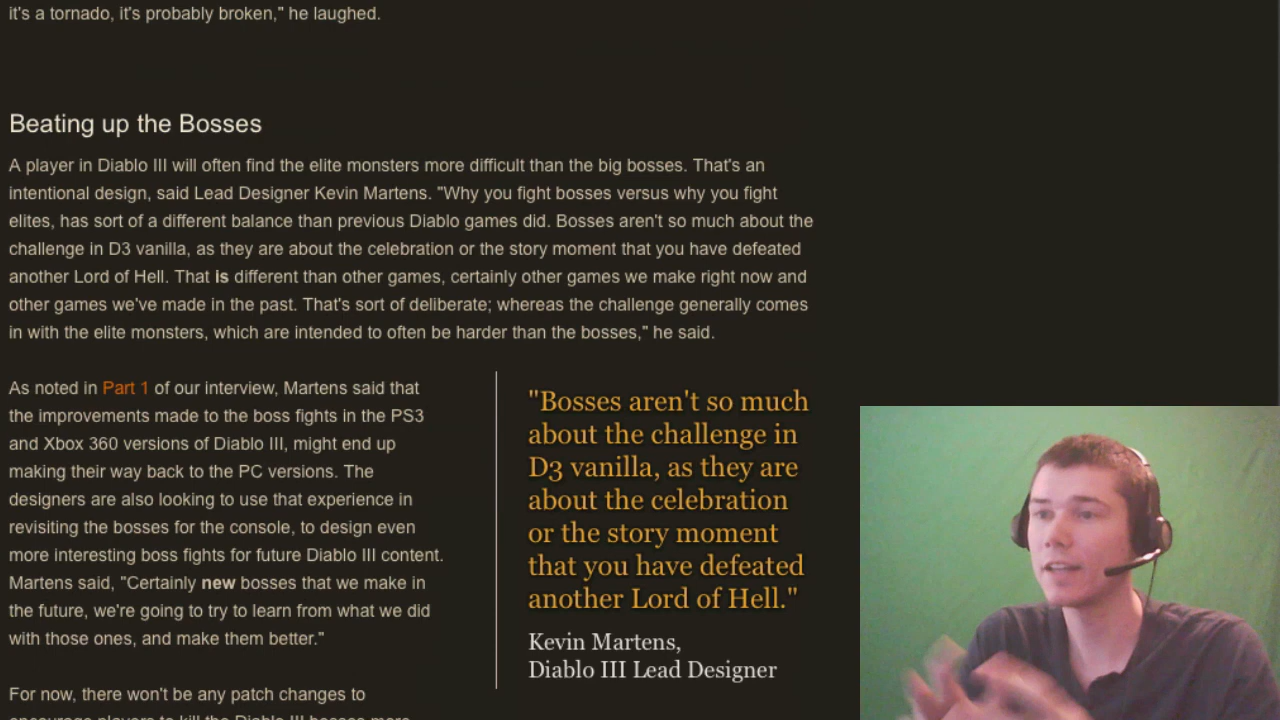 it's a tornado, it's probably broken," he laughed.
Beating up the Bosses
A player in Diablo III will often find the elite monsters more difficult than the big bosses. That's an
intentional design, said Lead Designer Kevin Martens. "Why you fight bosses versus why you fight
elites, has sort of a different balance than previous Diablo games did. Bosses aren't so much about the
challenge in D3 vanilla, as they are about the celebration or the story moment that you have defeated
another Lord of Hell. That is different than other games, certainly other games we make right now and
other games we've made in the past. That's sort of deliberate; whereas the challenge generally comes
in with the elite monsters, which are intended to often be harder than the bosses," he said.
As noted in Part 1 of our interview, Martens said that
the improvements made to the boss fights in the PS3
and Xbox 360 versions of Diablo III, might end up
making their way back to the PC versions. The
designers are also looking to use that experience in
revisiting the bosses for the console, to design even
more interesting boss fights for future Diablo III content.
Martens said, "Certainly new bosses that we make in
the future, we're going to try to learn from what we did
with those ones, and make them better."
For now, there won't be any patch changes to
encourage players to kill the Diablo III bosses more
"Bosses aren't so much
about the challenge in
D3 vanilla, as they are
about the celebration
or the story moment
that you have defeated
another Lord of Hell."
Kevin Martens,
Diablo III Lead Designer